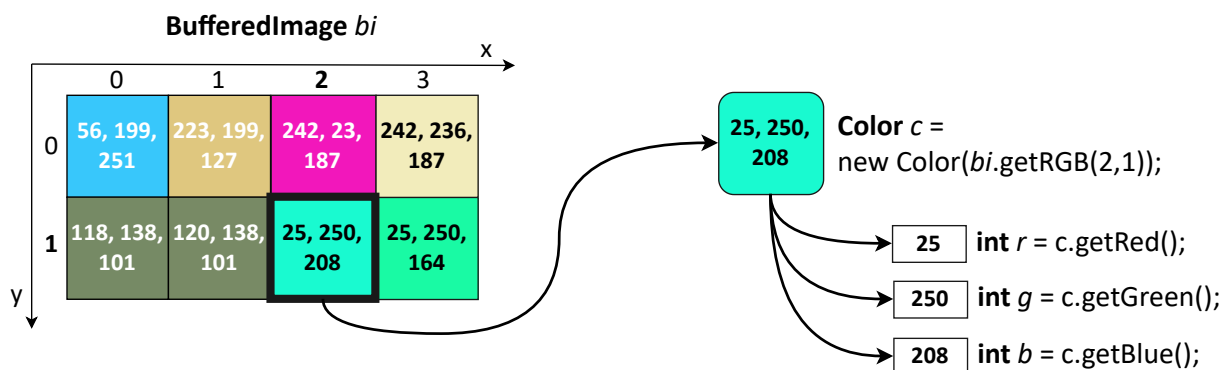 BufferedImage bi
x
0 1 2 3
0
56, 199,
251
223, 199,
127
242, 23,
187
242, 236,
187
1
118, 138,
101
120, 138,
101
25, 250,
208
25, 250,
164
y
25, 250,
208
Color c =
new Color(bi.getRGB(2,1));
25 int r = c.getRed();
250 int g = c.getGreen();
208 int b = c.getBlue();